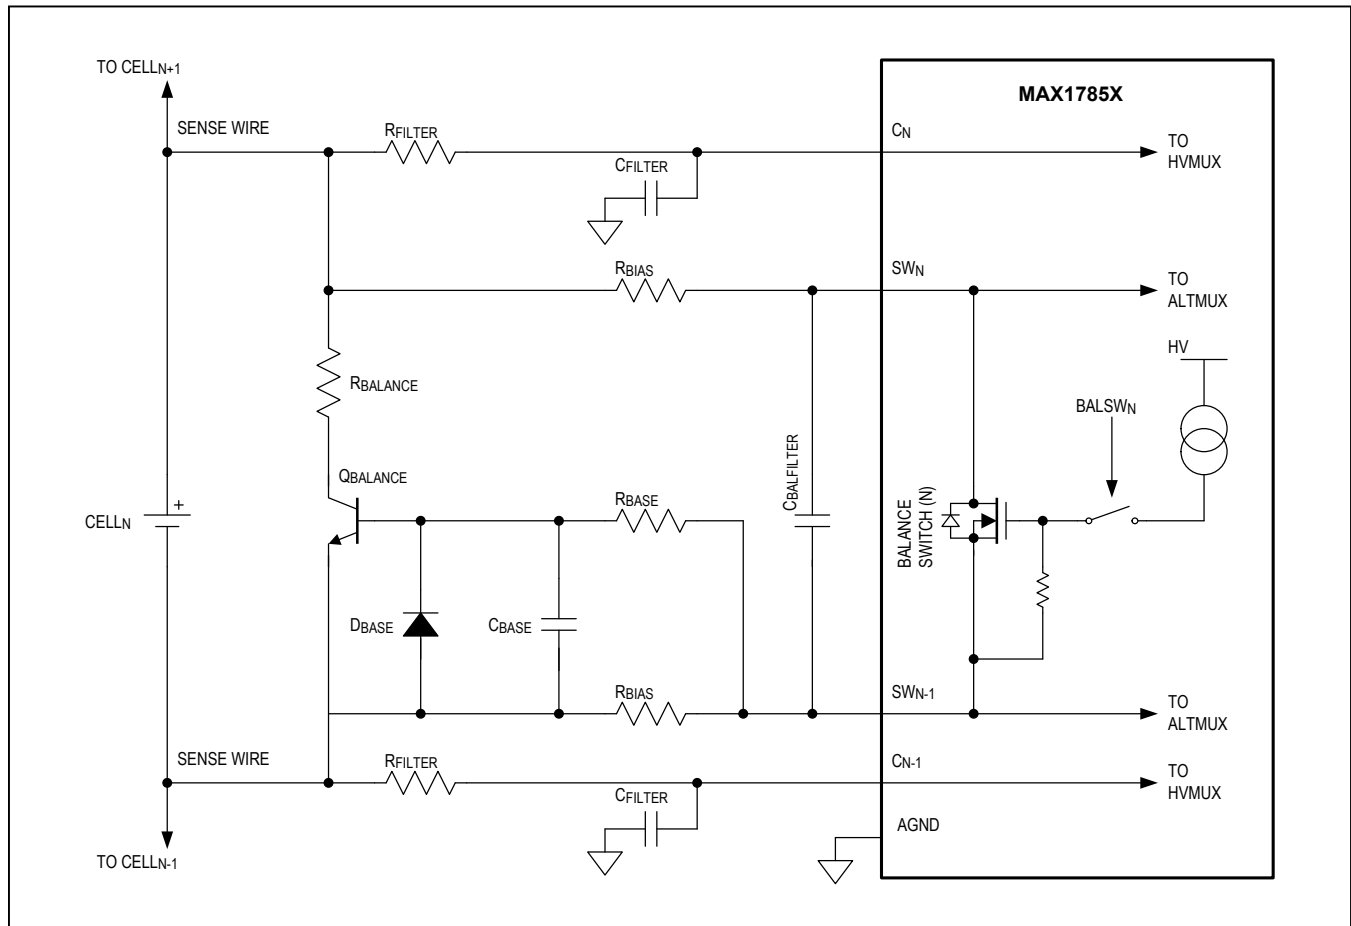 TO CELLN+1
MAX1785X
SENSE WIRE
RFILTER
CN
TO
HVMUX
CFILTER
RBIAS
SWN
TO
ALTMUX
HV
RBALANCE
BALSWN
QBALANCE
CBALFILTER
RBASE
BALANCE
SWITCH (N)
+
CELLN
DBASE
CBASE
RBIAS
SWN-1
TO
ALTMUX
SENSE WIRE
RFILTER
CN-1
TO
HVMUX
CFILTER
AGND
TO CELLN-1